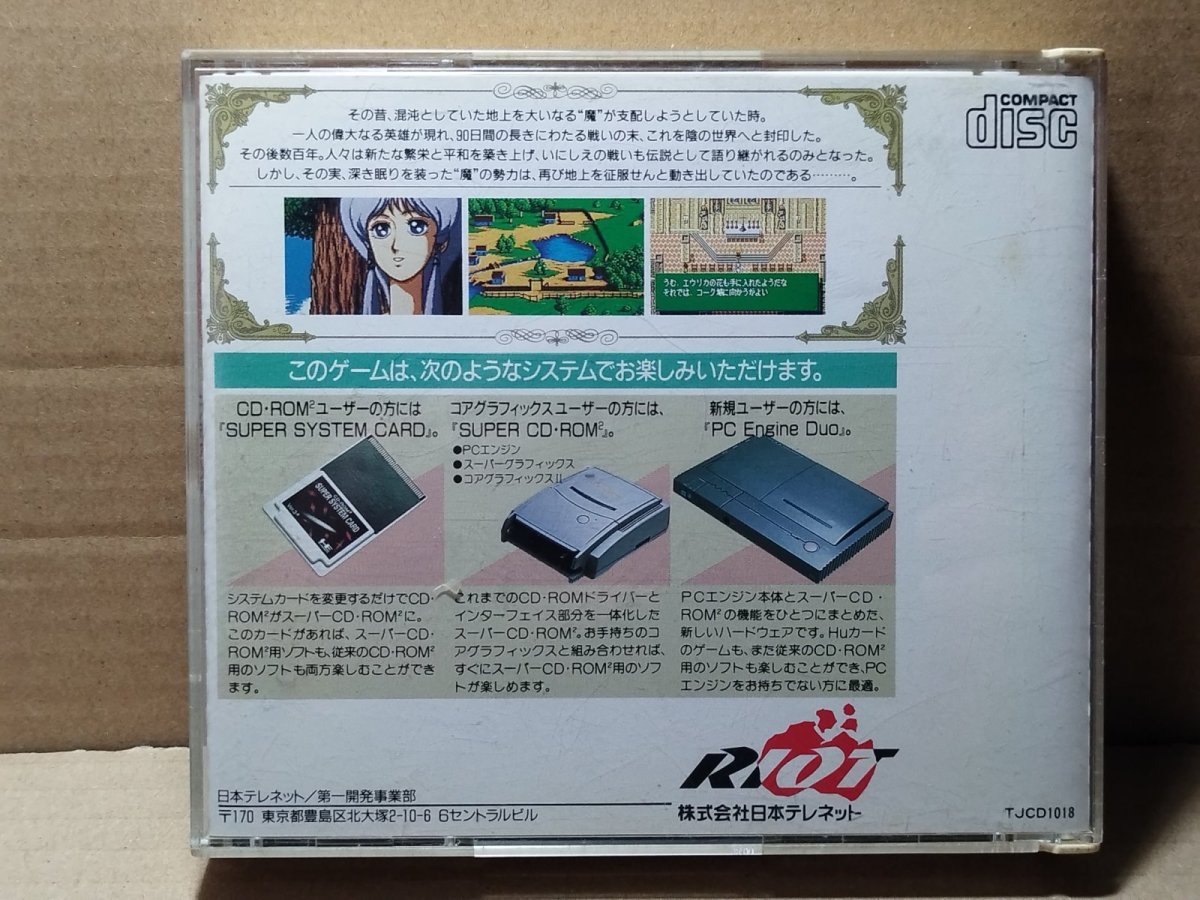 その昔、混沌としていた地上を大いなる“魔”が支配しようとしていた時。
一人の偉大なる英雄が現れ、90日間の長きにわたる戦いの末、これを陰の世界へと封印した。
その後数百年。人々は新たな繁栄と平和を築き上げ、いにしえの戦いも伝説として語り継がれるのみとなった。
しかし、その実、深き眠りを装った“魔”の勢力は、再び地上を征服せんと動き出していたのである………。
COMPACT
disc
うむ、エウリカの花も手に入れたようだな
それでは、コーク城に向かうがよい
このゲームは、次のようなシステムでお楽しみいただけます。
CD・ROM²ユーザーの方には
『SUPER SYSTEM CARD』。
システムカードを変更するだけでCD・
ROM²がスーパーCD・ROM²に。
このカードがあれば、スーパーCD・
ROM²用ソフトも、従来のCD・ROM²
用のソフトも両方楽しむことができ
ます。
コアグラフィックスユーザーの方には、
『SUPER CD・ROM²』。
●PCエンジン
●スーパーグラフィックス
●コアグラフィックスⅡ
これまでのCD・ROMドライバーと
インターフェイス部分を一体化した
スーパーCD・ROM²。お手持ちのコ
アグラフィックスと組み合わせれば、
すぐにスーパーCD・ROM²用のソフ
トが楽しめます。
新規ユーザーの方には、
『PC Engine Duo』。
PCエンジン本体とスーパーCD・
ROM²の機能をひとつにまとめた、
新しいハードウェアです。Huカード
のゲームも、また従来のCD・ROM²
用のソフトも楽しむことができ、PC
エンジンをお持ちでない方に最適。
SUPER SYSTEM CARD
RIOT
日本テレネット/第一開発事業部
〒170 東京都豊島区北大塚2-10-6 6セントラルビル
株式会社日本テレネット
TJCD1018